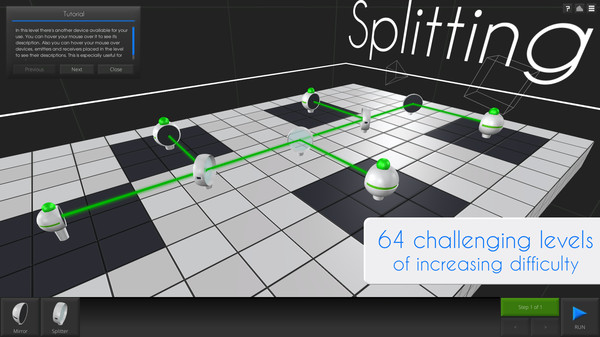 Splitting
Tutorial
In this level there's another device available for your
use. You can hover your mouse over it to see its
description. Also you can hover your mouse over
devices, emitters and receivers placed in the level
to see their descriptions. This is especially useful for
Previous
Next
Close
64 challenging levels
of increasing difficulty
Mirror
Splitter
Step 1 of 1
RUN